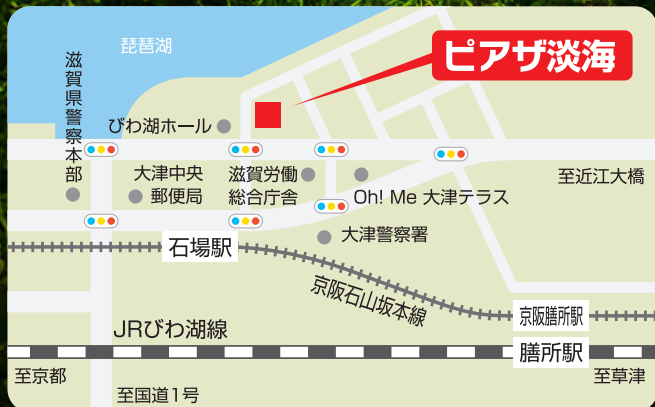 琵琶湖
ピアザ淡海
滋賀県警察本部
びわ湖ホール
大津中央
郵便局
滋賀労働
総合庁舎
Oh! Me 大津テラス
至近江大橋
大津警察署
石場駅
京阪石山坂本線
京阪膳所駅
JRびわ湖線
膳所駅
至京都
至草津
至国道1号